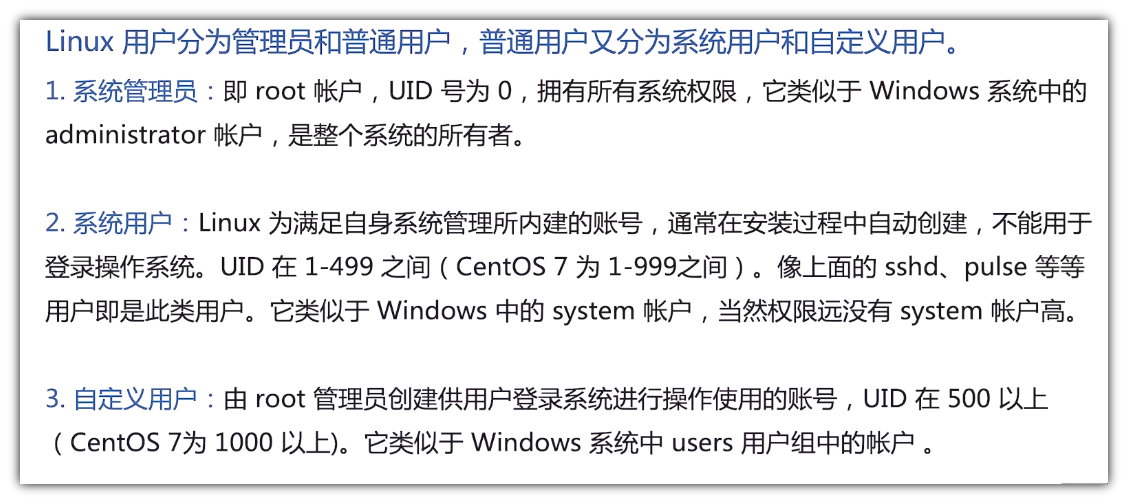 Linux 用户分为管理员和普通用户，普通用户又分为系统用户和自定义用户。
1. 系统管理员：即 root 帐户，UID 号为 0，拥有所有系统权限，它类似于 Windows 系统中的
administrator 帐户，是整个系统的所有者。
2. 系统用户：Linux 为满足自身系统管理所内建的账号，通常在安装过程中自动创建，不能用于
登录操作系统。UID 在 1-499 之间（CentOS 7 为 1-999之间）。像上面的 sshd、pulse 等等
用户即是此类用户。它类似于 Windows 中的 system 帐户，当然权限远没有 system 帐户高。
3. 自定义用户：由 root 管理员创建供用户登录系统进行操作使用的账号，UID 在 500 以上
（CentOS 7为 1000 以上)。它类似于 Windows 系统中 users 用户组中的帐户 。